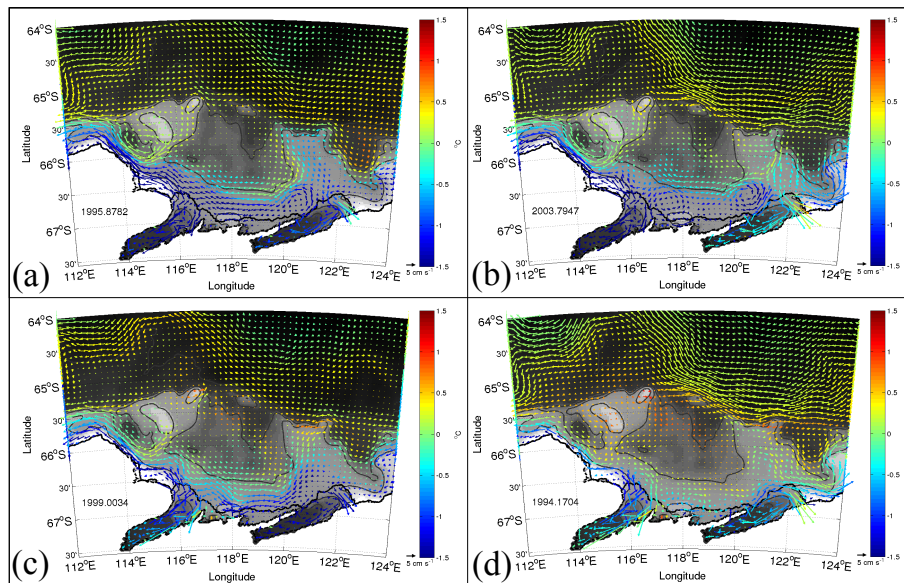 64°S
30'
65°S
30'
66°S
30'
67°S
30'
Latitude
1995.8782
112°E 114°E 116°E 118°E 120°E 122°E 124°E
Longitude
5 cm s⁻¹
1.5
1
0.5
0
-0.5
-1
-1.5
°C
(a)
64°S
30'
65°S
30'
66°S
30'
67°S
30'
Latitude
2003.7947
112°E 114°E 116°E 118°E 120°E 122°E 124°E
Longitude
5 cm s⁻¹
1.5
1
0.5
0
-0.5
-1
-1.5
°C
(b)
64°S
30'
65°S
30'
66°S
30'
67°S
30'
Latitude
1999.0034
112°E 114°E 116°E 118°E 120°E 122°E 124°E
Longitude
5 cm s⁻¹
1.5
1
0.5
0
-0.5
-1
-1.5
°C
(c)
64°S
30'
65°S
30'
66°S
30'
67°S
30'
Latitude
1994.1704
112°E 114°E 116°E 118°E 120°E 122°E 124°E
Longitude
5 cm s⁻¹
1.5
1
0.5
0
-0.5
-1
-1.5
°C
(d)